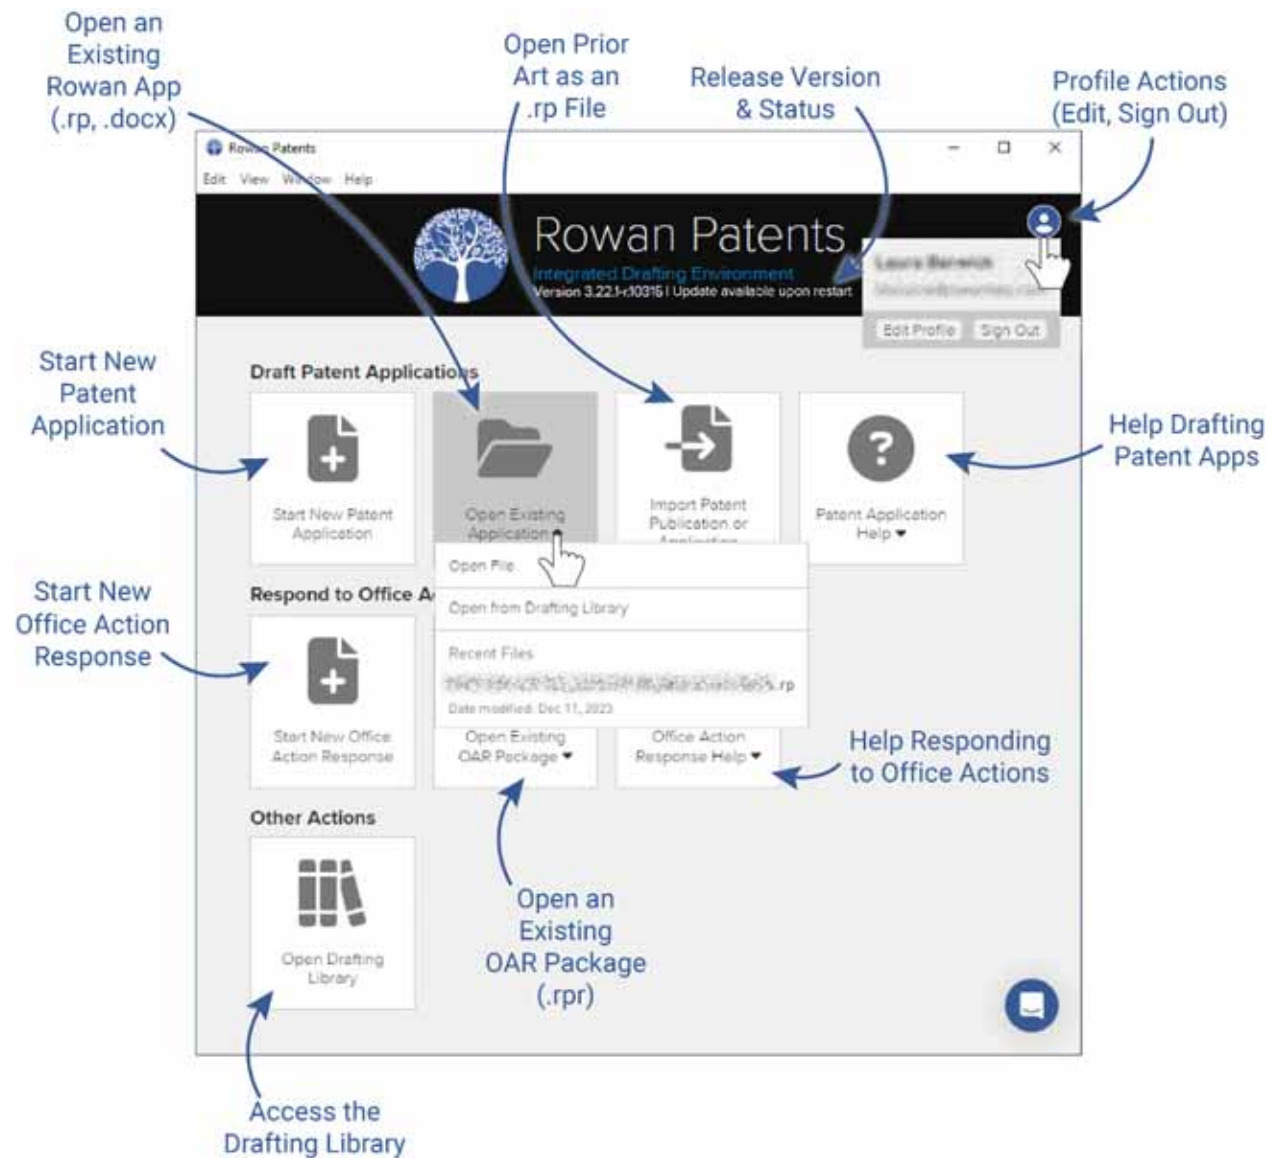 Open an
Existing
Rowan App
(.rp, .docx)
Open Prior
Art as an
.rp File
Release Version
& Status
Profile Actions
(Edit, Sign Out)
Rowan Patents
Edit View Window Help
Rowan Patents
Integrated Drafting Environment
Version 3.22.1-r.10315 | Update available upon restart
Edit Profile Sign Out
Start New
Patent
Application
Draft Patent Applications
Start New Patent
Application
Open Existing
Application
Import Patent
Publication or
Application
Patent Application
Help
Help Drafting
Patent Apps
Open File
Open from Drafting Library
Recent Files
.rp
Date modified: Dec 11, 2023
Start New
Office Action
Response
Respond to Office A
Start New Office
Action Response
Open Existing
OAR Package
Office Action
Response Help
Help Responding
to Office Actions
Other Actions
Open Drafting
Library
Open an
Existing
OAR Package
(.rpr)
Access the
Drafting Library